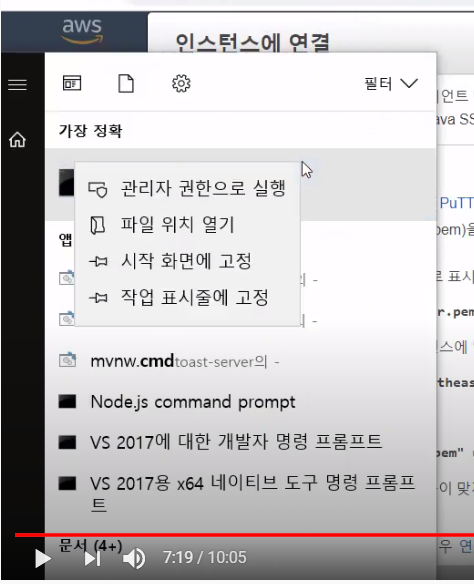 aws
인스턴스에 연결
필터
언트
ava SS
가장 정확
관리자 권한으로 실행
PuTT
파일 위치 열기
pem)을
앱
시작 화면에 고정
로 표시
의 -
작업 표시줄에 고정
r.pem
의 -
스에
mvnw.cmdtoast-server의 -
theas
Node.js command prompt
VS 2017에 대한 개발자 명령 프롬프트
pem"
VS 2017용 x64 네이티브 도구 명령 프롬프
트
이 맞
문서 (4+)
우 연
7:19 / 10:05